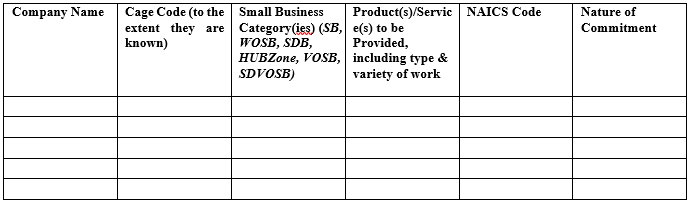 Company Name
Cage Code (to the
extent they are
known)
Small Business
Category(ies) (SB,
WOSB, SDB,
HUBZone, VOSB,
SDVOSB)
Product(s)/Servic
e(s) to be
Provided,
including type &
variety of work
NAICS Code
Nature of
Commitment